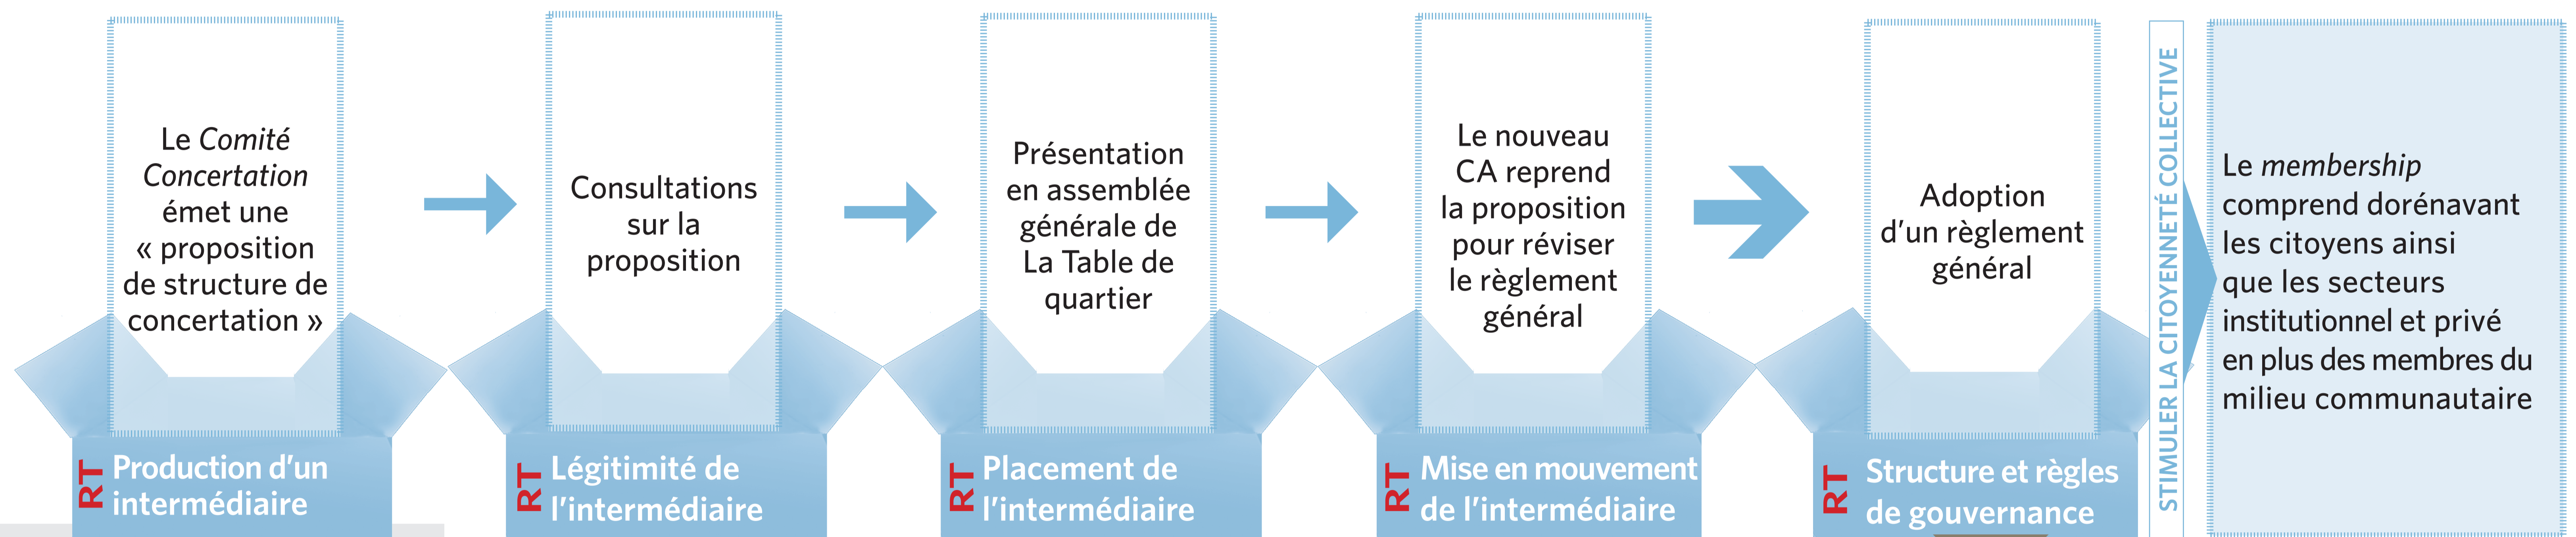 Le Comité
Concertation
émet une
« proposition
de structure de
concertation »
RT
Production d’un
intermédiaire
Consultations
sur la
proposition
RT
Légitimité de
l’intermédiaire
Présentation
en assemblée
générale de
La Table de
quartier
RT
Placement de
l’intermédiaire
Le nouveau
CA reprend
la proposition
pour réviser
le règlement
général
RT
Mise en mouvement
de l’intermédiaire
Adoption
d’un règlement
général
RT
Structure et règles
de gouvernance
STIMULER LA CITOYENNETÉ COLLECTIVE
Le membership
comprend dorénavant
les citoyens ainsi
que les secteurs
institutionnel et privé
en plus des membres du
milieu communautaire